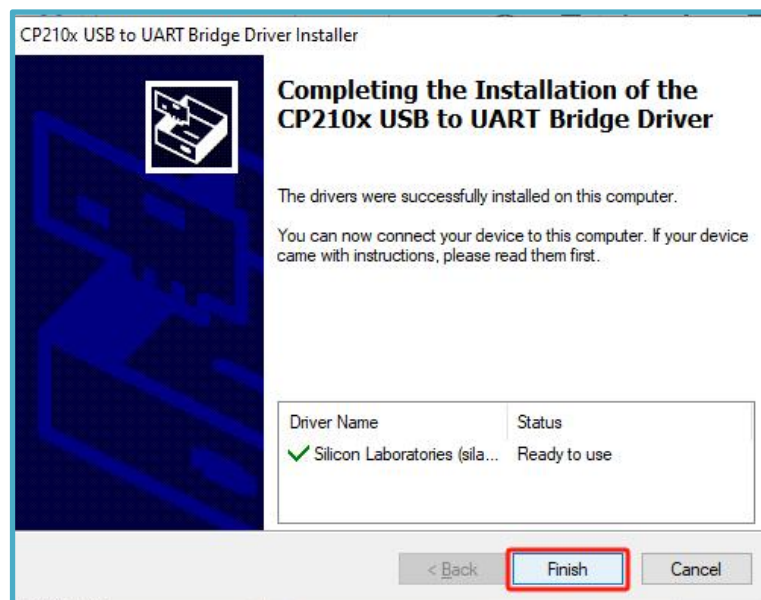 CP210x USB to UART Bridge Driver Installer
Completing the Installation of the
CP210x USB to UART Bridge Driver
The drivers were successfully installed on this computer.
You can now connect your device to this computer. If your device
came with instructions, please read them first.
Driver Name Status
Silicon Laboratories (sila... Ready to use
< Back Finish Cancel